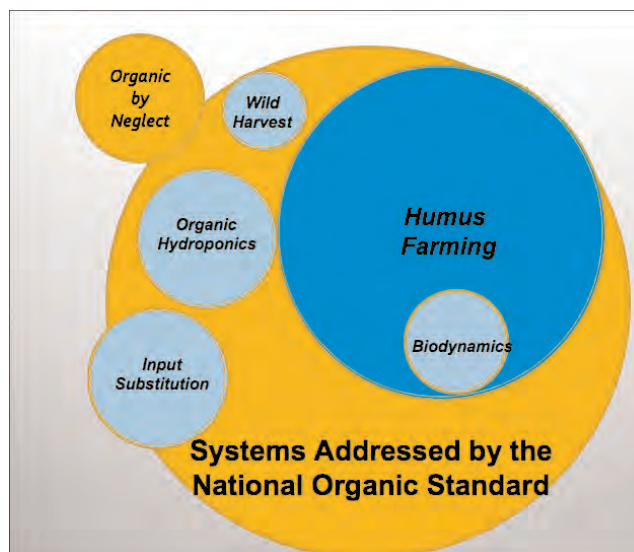 Organic
by
Neglect
Wild
Harvest
Organic
Hydroponics
Humus
Farming
Biodynamics
Input
Substitution
Systems Addressed by the
National Organic Standard